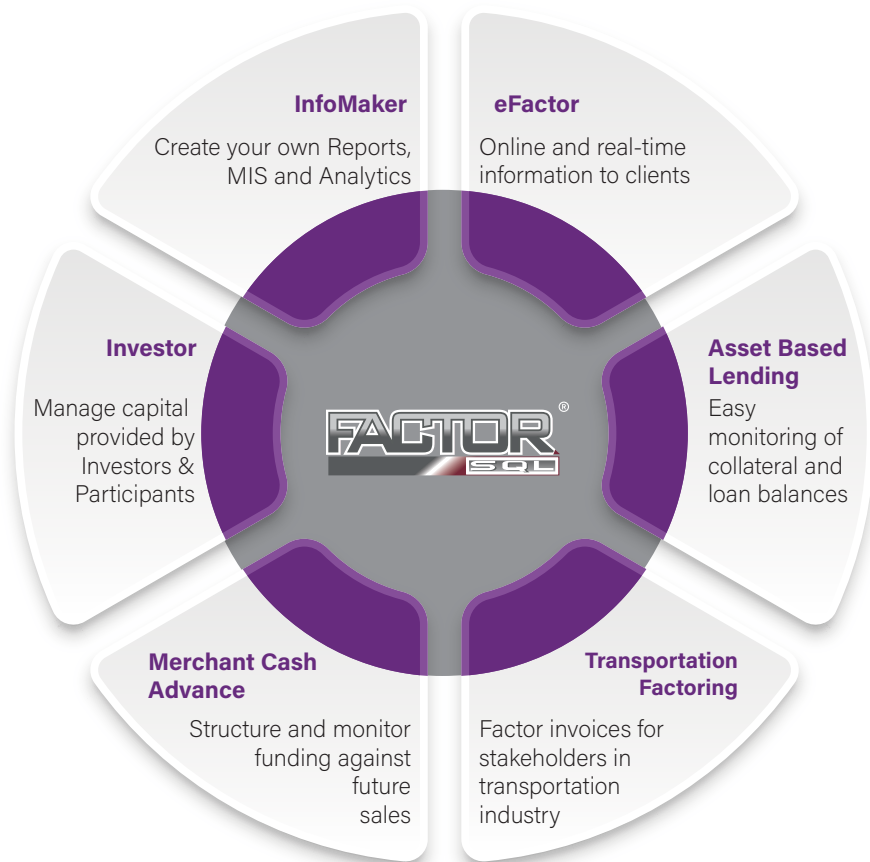 InfoMaker
Create your own Reports,
MIS and Analytics
eFactor
Online and real-time
information to clients
Investor
Manage capital
provided by
Investors &
Participants
Asset Based
Lending
Easy
monitoring of
collateral and
loan balances
FACTOR®
SQL
Merchant Cash
Advance
Structure and monitor
funding against
future
sales
Transportation
Factoring
Factor invoices for
stakeholders in
transportation
industry